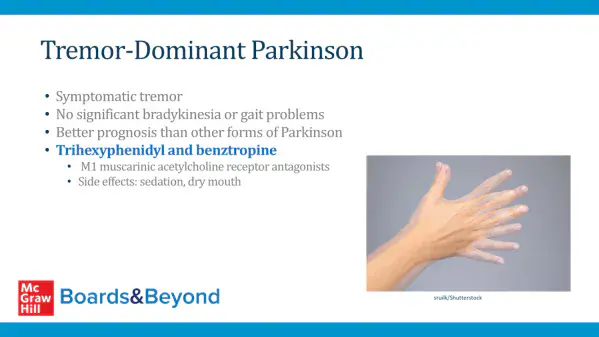 Tremor-Dominant Parkinson
• Symptomatic tremor
• No significant bradykinesia or gait problems
• Better prognosis than other forms of Parkinson
• Trihexyphenidyl and benztropine
• M1 muscarinic acetylcholine receptor antagonists
• Side effects: sedation, dry mouth
sruilk/Shutterstock
Mc
Graw
Hill
Boards&Beyond